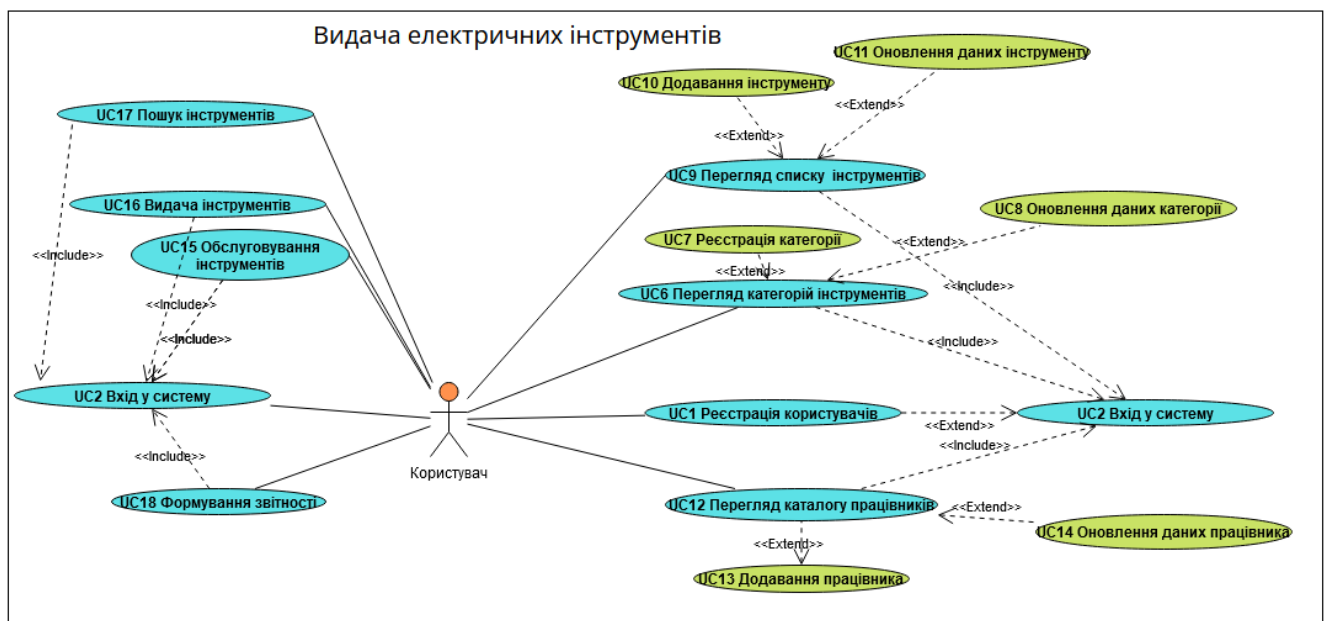 Видача електричних інструментів
UC11 Оновлення даних інструменту
UC10 Додавання інструменту
<<Extend>>
<<Extend>>
UC17 Пошук інструментів
UC9 Перегляд списку інструментів
UC16 Видача інструментів
UC8 Оновлення даних категорії
UC15 Обслуговування
інструментів
<<Include>>
UC7 Реєстрація категорії
<<Extend>>
<<Extend>>
UC6 Перегляд категорій інструментів
<<Include>>
<<Include>>
<<Include>>
<<Include>>
UC2 Вхід у систему
UC1 Реєстрація користувачів
UC2 Вхід у систему
<<Extend>>
<<Include>>
<<Include>>
Користувач
UC18 Формування звітності
UC12 Перегляд каталогу працівників
<<Extend>>
UC14 Оновлення даних працівника
<<Extend>>
UC13 Додавання працівника